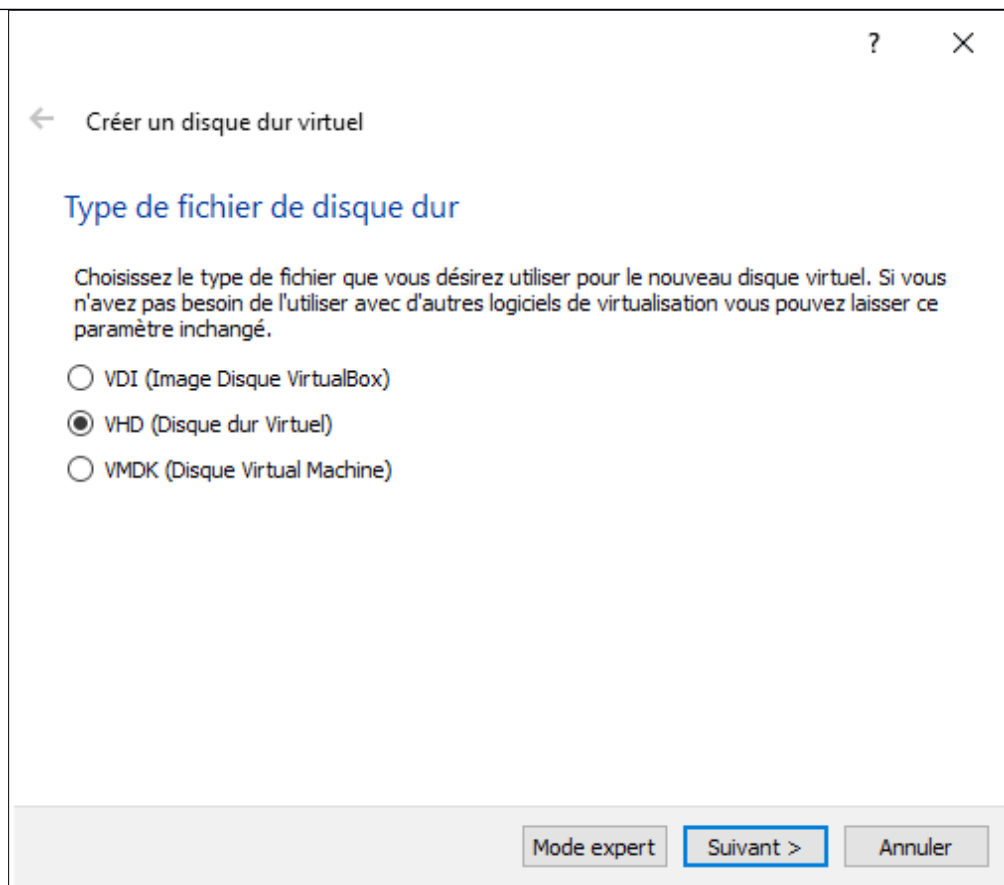 ?
Créer un disque dur virtuel
Type de fichier de disque dur
Choisissez le type de fichier que vous désirez utiliser pour le nouveau disque virtuel. Si vous
n'avez pas besoin de l'utiliser avec d'autres logiciels de virtualisation vous pouvez laisser ce
paramètre inchangé.
VDI (Image Disque VirtualBox)
VHD (Disque dur Virtuel)
VMDK (Disque Virtual Machine)
Mode expert Suivant > Annuler